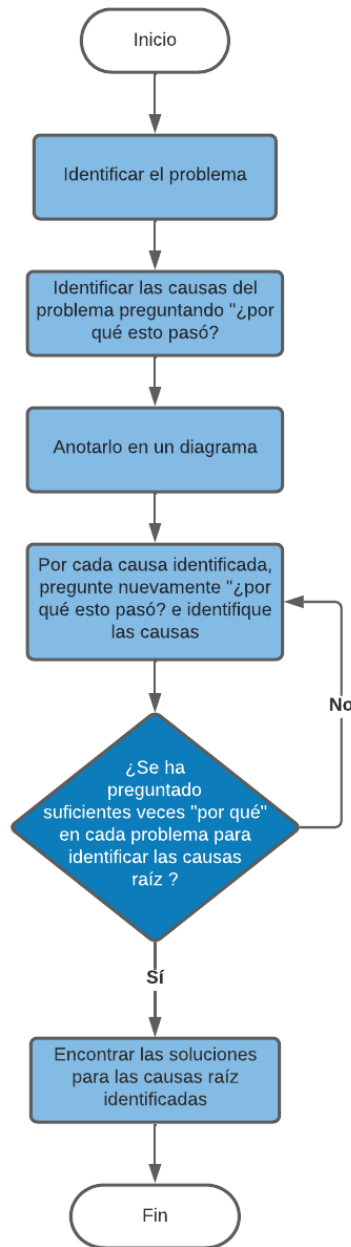 Inicio
Identificar el problema
Identificar las causas del
problema preguntando "¿por
qué esto pasó?
Anotarlo en un diagrama
Por cada causa identificada,
pregunte nuevamente "¿por
qué esto pasó? e identifique
las causas
No
¿Se ha
preguntado
suficientes veces "por qué"
en cada problema para
identificar las causas
raíz ?
Sí
Encontrar las soluciones
para las causas raíz
identificadas
Fin